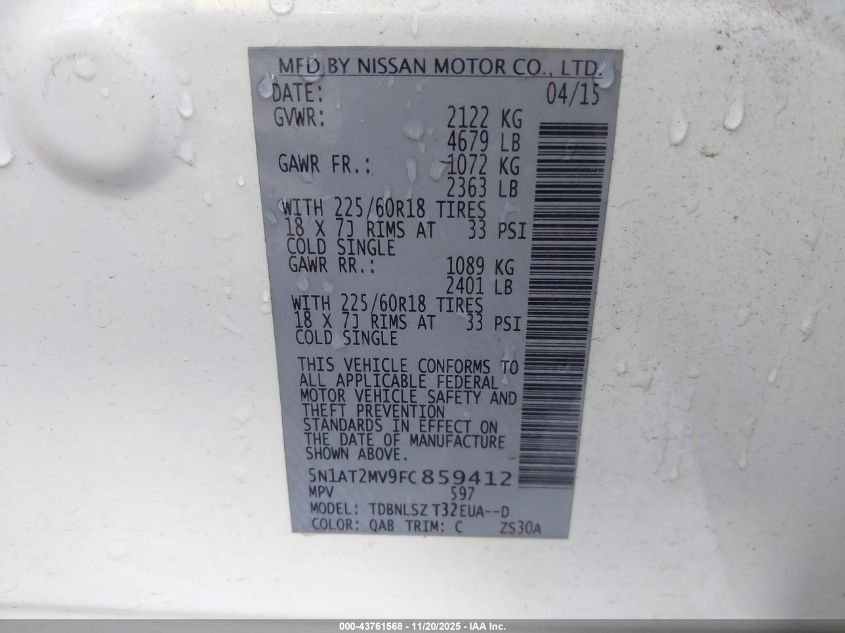 MFD BY NISSAN MOTOR CO., LTD.
DATE: 04/15
GVWR: 2122 KG
4679 LB
GAWR FR.: 1072 KG
2363 LB
WITH 225/60R18 TIRES
18 X 7J RIMS AT 33 PSI
COLD SINGLE
GAWR RR.: 1089 KG
2401 LB
WITH 225/60R18 TIRES
18 X 7J RIMS AT 33 PSI
COLD SINGLE
THIS VEHICLE CONFORMS TO
ALL APPLICABLE FEDERAL
MOTOR VEHICLE SAFETY AND
THEFT PREVENTION
STANDARDS IN EFFECT ON
THE DATE OF MANUFACTURE
SHOWN ABOVE.
5N1AT2MV9FC859412
MPV 597
MODEL: TDBNLSZ T32EUA--D
COLOR: QAB TRIM: C ZS30A
000-43761568 - 11/20/2025 - IAA Inc.